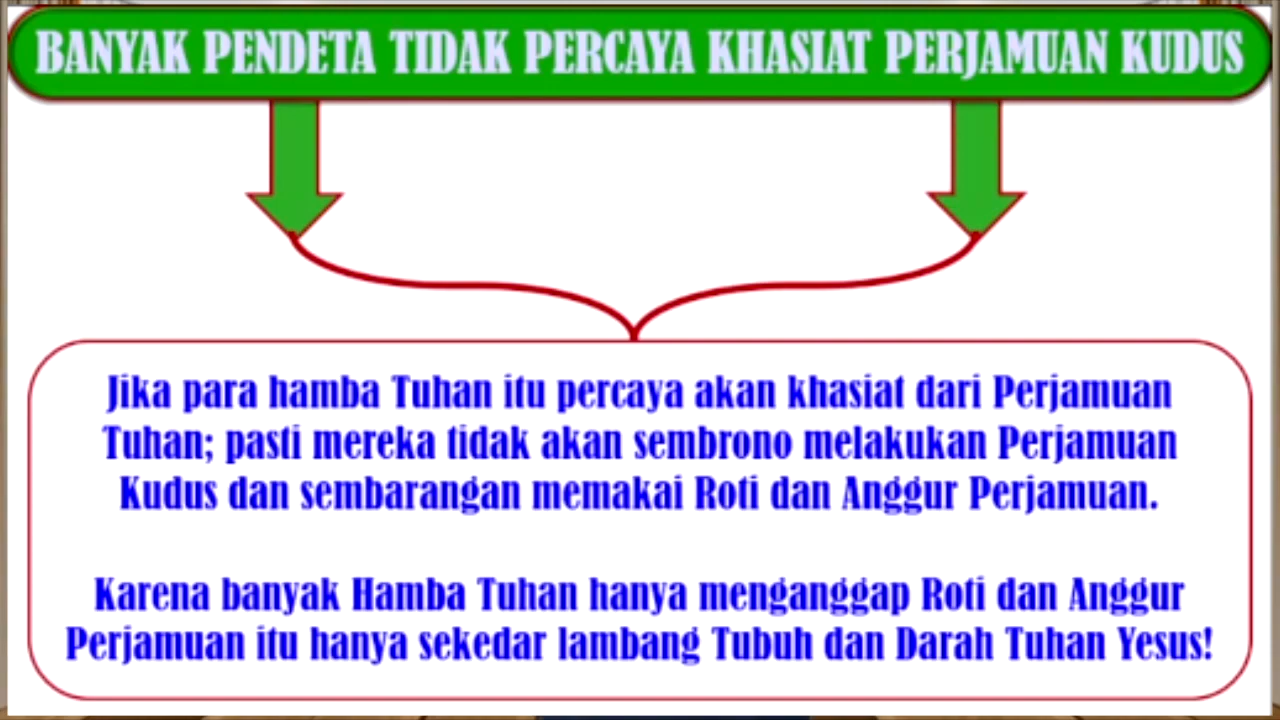 BANYAK PENDETA TIDAK PERCAYA KHASIAT PERJAMUAN KUDUS
Jika para hamba Tuhan itu percaya akan khasiat dari Perjamuan
Tuhan; pasti mereka tidak akan sembrono melakukan Perjamuan
Kudus dan sembarangan memakai Roti dan Anggur Perjamuan.
Karena banyak Hamba Tuhan hanya menganggap Roti dan Anggur
Perjamuan itu hanya sekedar lambang Tubuh dan Darah Tuhan Yesus!